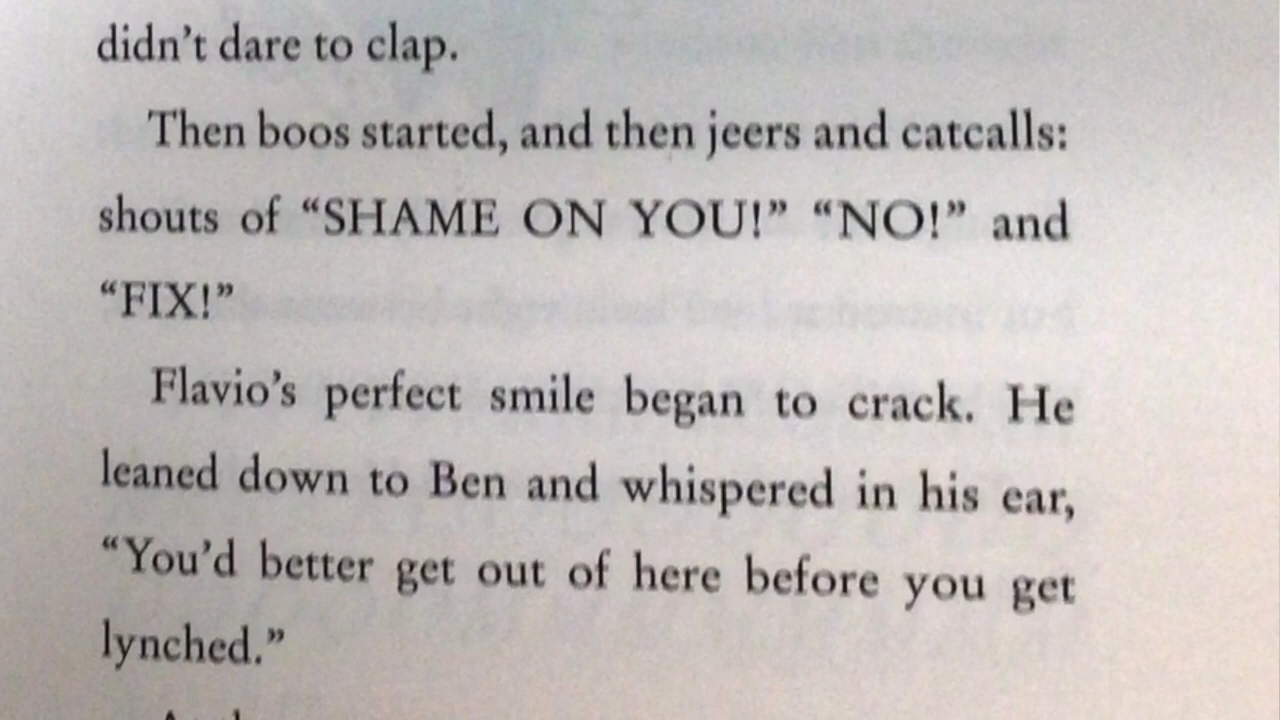 didn’t dare to clap.
Then boos started, and then jeers and catcalls:
shouts of “SHAME ON YOU!” “NO!” and
“FIX!”
Flavio’s perfect smile began to crack. He
leaned down to Ben and whispered in his ear,
“You’d better get out of here before you get
lynched.”